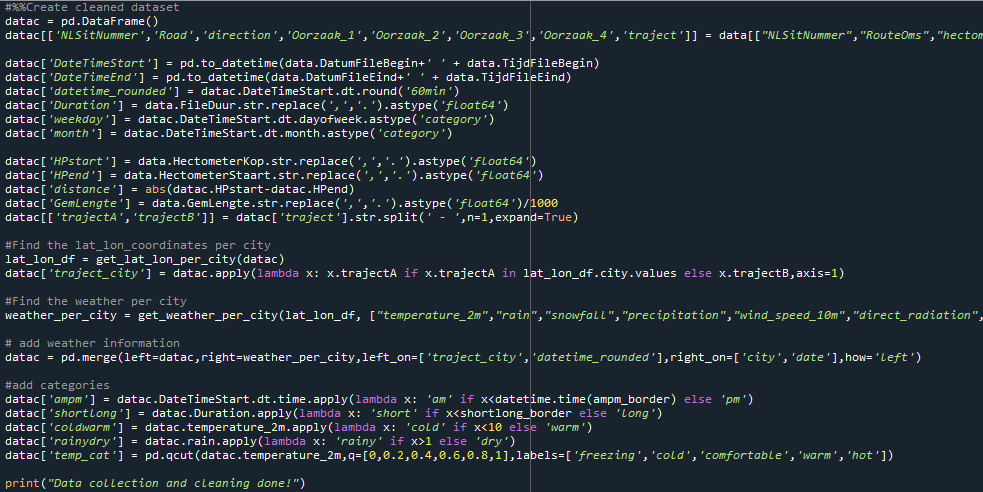 #%%Create cleaned dataset
datac = pd.DataFrame()
datac[['NLSitNummer','Road','direction','Oorzaak_1','Oorzaak_2','Oorzaak_3','Oorzaak_4','traject']] = data[["NLSitNummer","RouteOms","hectom
datac['DateTimeStart'] = pd.to_datetime(data.DatumFileBegin+' ' + data.TijdFileBegin)
datac['DateTimeEnd'] = pd.to_datetime(data.DatumFileEind+' ' + data.TijdFileEind)
datac['datetime_rounded'] = datac.DateTimeStart.dt.round('60min')
datac['Duration'] = data.FileDuur.str.replace(',','.').astype('float64')
datac['weekday'] = datac.DateTimeStart.dt.dayofweek.astype('category')
datac['month'] = datac.DateTimeStart.dt.month.astype('category')
datac['HPstart'] = data.HectometerKop.str.replace(',','.').astype('float64')
datac['HPend'] = data.HectometerStaart.str.replace(',','.').astype('float64')
datac['distance'] = abs(datac.HPstart-datac.HPend)
datac['GemLengte'] = data.GemLengte.str.replace(',','.').astype('float64')/1000
datac[['trajectA','trajectB']] = datac['traject'].str.split(' - ',n=1,expand=True)
#Find the lat_lon_coordinates per city
lat_lon_df = get_lat_lon_per_city(datac)
datac['traject_city'] = datac.apply(lambda x: x.trajectA if x.trajectA in lat_lon_df.city.values else x.trajectB,axis=1)
#Find the weather per city
weather_per_city = get_weather_per_city(lat_lon_df, ["temperature_2m","rain","snowfall","precipitation","wind_speed_10m","direct_radiation",
# add weather information
datac = pd.merge(left=datac,right=weather_per_city,left_on=['traject_city','datetime_rounded'],right_on=['city','date'],how='left')
#add categories
datac['ampm'] = datac.DateTimeStart.dt.time.apply(lambda x: 'am' if x<datetime.time(ampm_border) else 'pm')
datac['shortlong'] = datac.Duration.apply(lambda x: 'short' if x<shortlong_border else 'long')
datac['coldwarm'] = datac.temperature_2m.apply(lambda x: 'cold' if x<10 else 'warm')
datac['rainydry'] = datac.rain.apply(lambda x: 'rainy' if x>1 else 'dry')
datac['temp_cat'] = pd.qcut(datac.temperature_2m,q=[0,0.2,0.4,0.6,0.8,1],labels=['freezing','cold','comfortable','warm','hot'])
print("Data collection and cleaning done!")